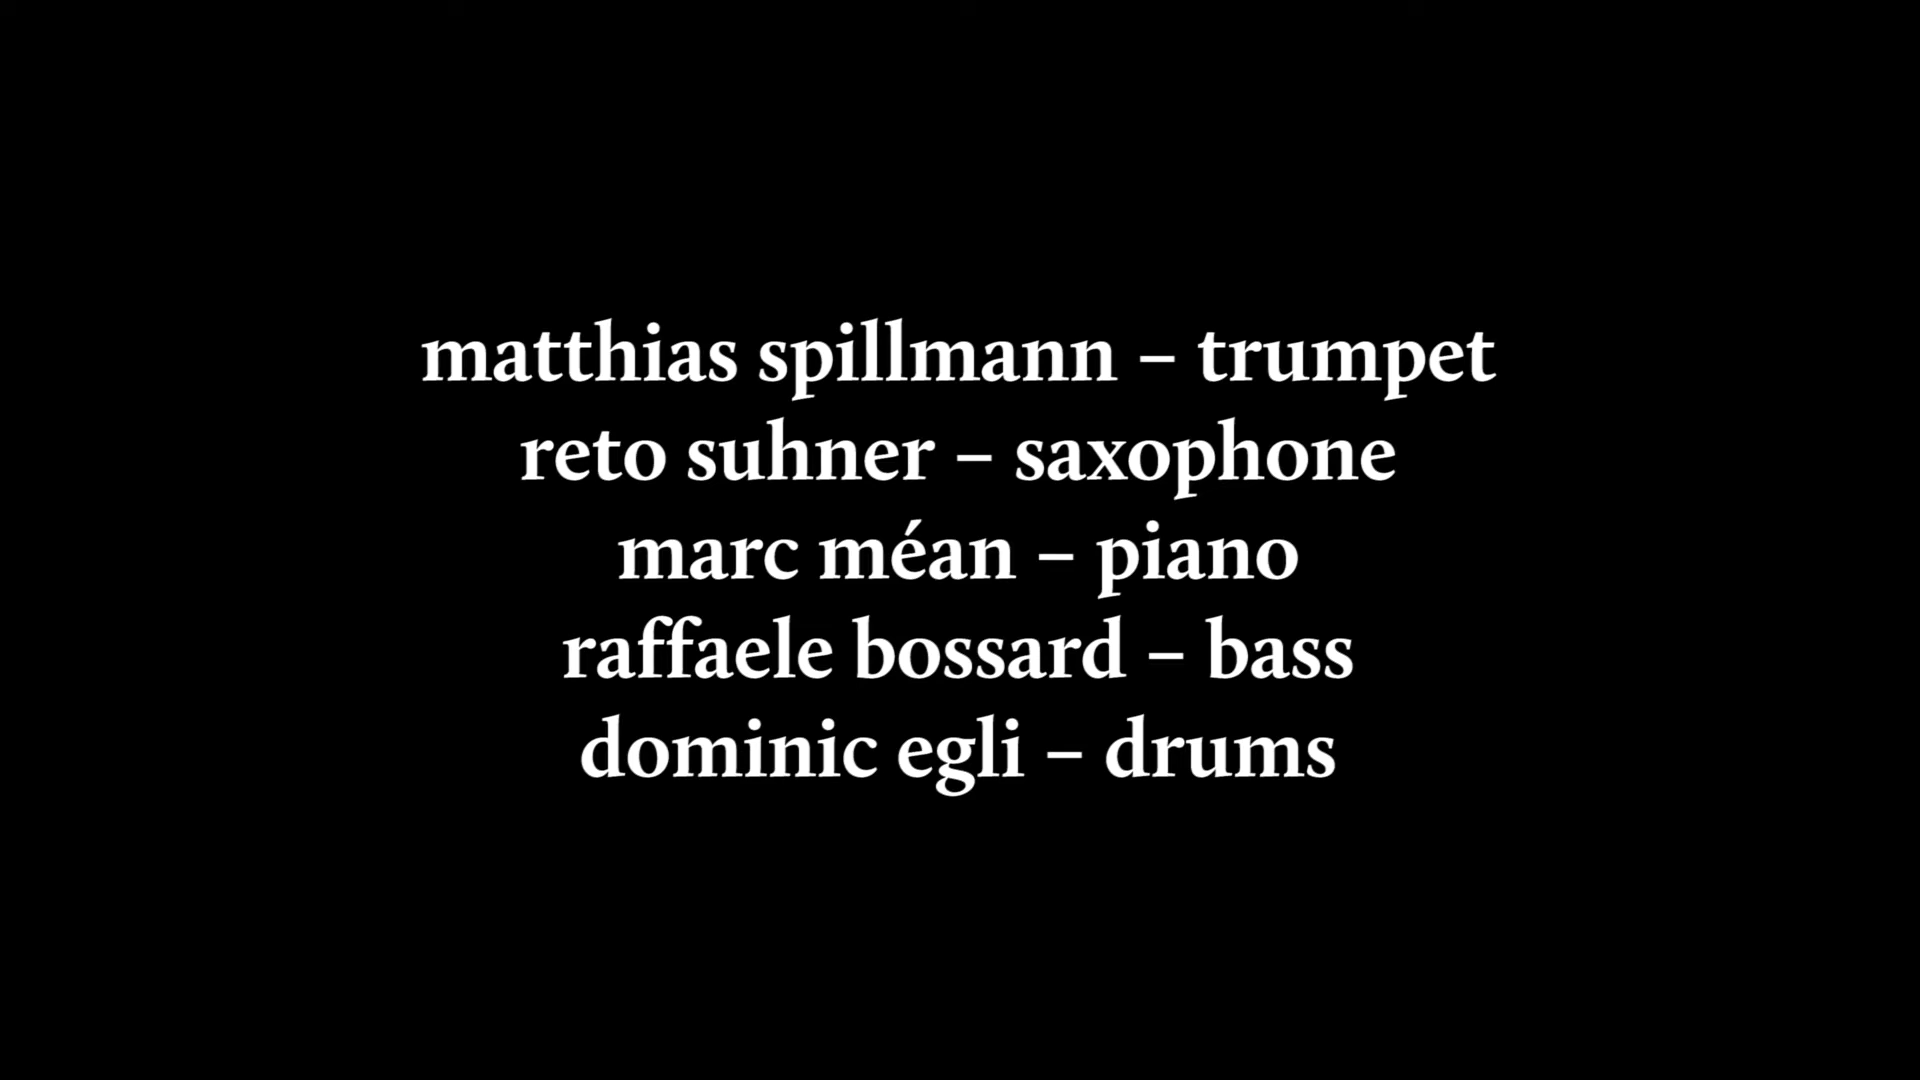 matthias spillmann – trumpet
reto suhner – saxophone
marc méan – piano
raffaele bossard – bass
dominic egli – drums